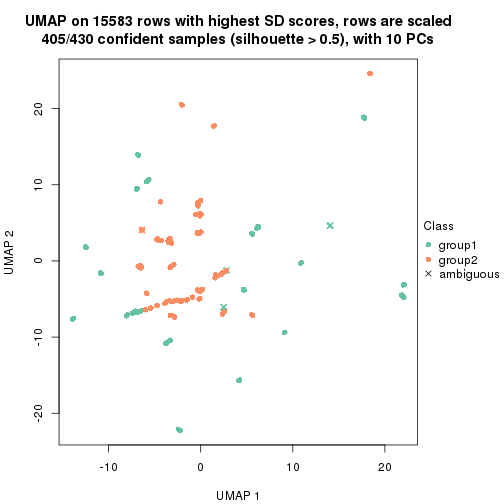 UMAP on 15583 rows with highest SD scores, rows are scaled
405/430 confident samples (silhouette > 0.5), with 10 PCs
20
10
0
-10
-20
UMAP 2
-10
0
10
20
UMAP 1
Class
group1
group2
ambiguous